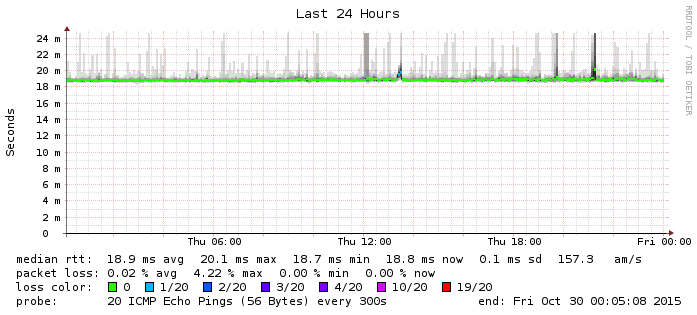 Last 24 Hours
RRDTOOL / TOBI OETIKER
Seconds
24 m
22 m
20 m
18 m
16 m
14 m
12 m
10 m
8 m
6 m
4 m
2 m
0
Thu 06:00 Thu 12:00 Thu 18:00 Fri 00:00
median rtt: 18.9 ms avg 20.1 ms max 18.7 ms min 18.8 ms now 0.1 ms sd 157.3 am/s
packet loss: 0.02 % avg 4.22 % max 0.00 % min 0.00 % now
loss color: 0 1/20 2/20 3/20 4/20 10/20 19/20
probe: 20 ICMP Echo Pings (56 Bytes) every 300s end: Fri Oct 30 00:05:08 2015